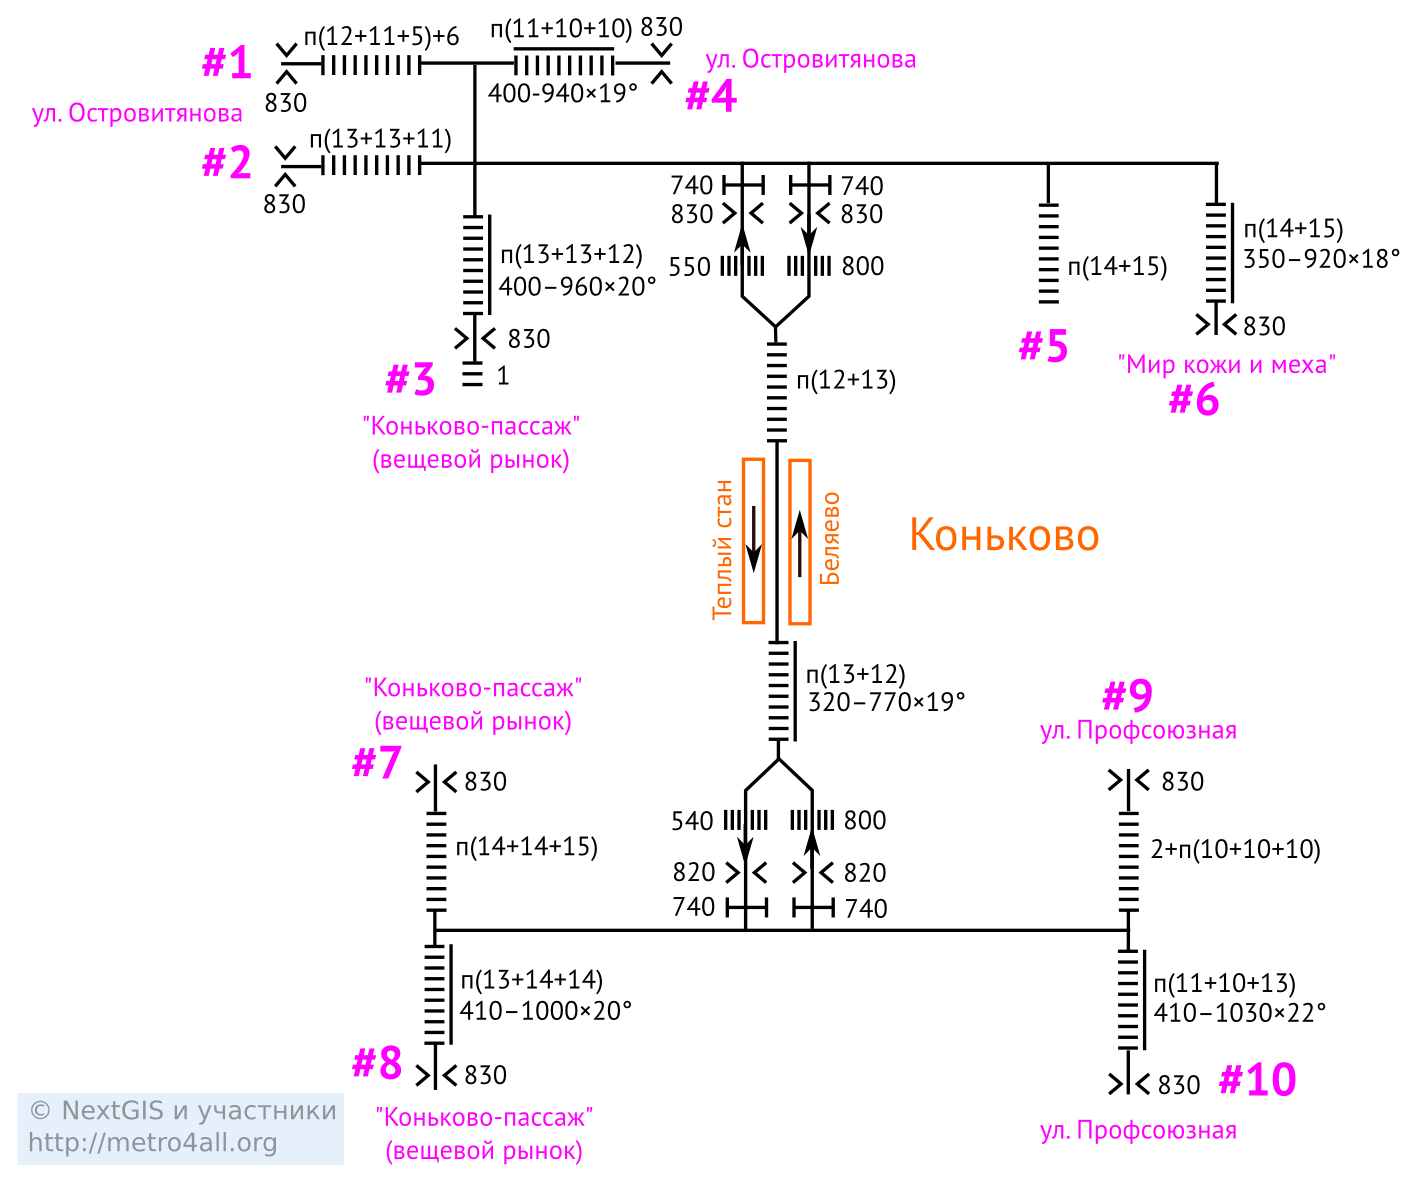 п(12+11+5)+6
п(11+10+10)
830
#1
ул. Островитянова
830
400-940×19°
#4
ул. Островитянова
п(13+13+11)
#2
830
740
740
830
830
п(13+13+12)
400–960×20°
550
800
п(14+15)
п(14+15)
350–920×18°
830
830
#5
"Мир кожи и меха"
#6
#3
1
п(12+13)
"Коньково-пассаж"
(вещевой рынок)
Теплый стан
Беляево
Коньково
п(13+12)
320–770×19°
"Коньково-пассаж"
(вещевой рынок)
#7
830
#9
ул. Профсоюзная
830
540
800
п(14+14+15)
2+п(10+10+10)
820
820
740
740
п(13+14+14)
410–1000×20°
п(11+10+13)
410–1030×22°
#8
830
830
#10
"Коньково-пассаж"
(вещевой рынок)
ул. Профсоюзная
© NextGIS и участники
http://metro4all.org